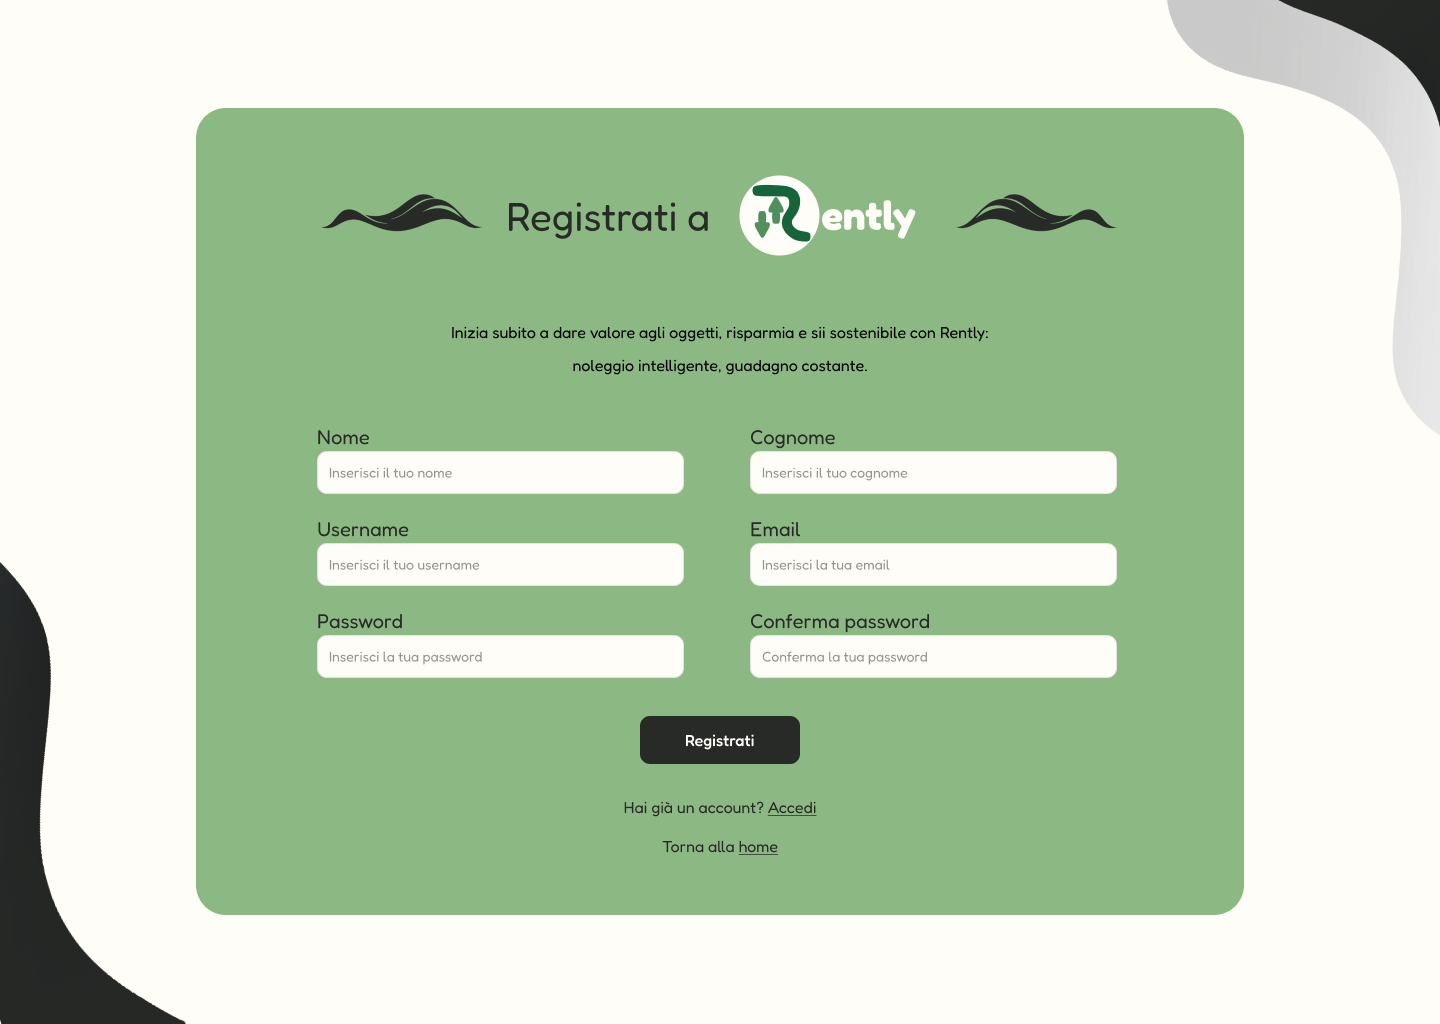 Registrati a Rently
Inizia subito a dare valore agli oggetti, risparmia e sii sostenibile con Rently:
noleggio intelligente, guadagno costante.
Nome
Cognome
Inserisci il tuo nome
Inserisci il tuo cognome
Username
Email
Inserisci il tuo username
Inserisci la tua email
Password
Conferma password
Inserisci la tua password
Conferma la tua password
Registrati
Hai già un account? Accedi
Torna alla home